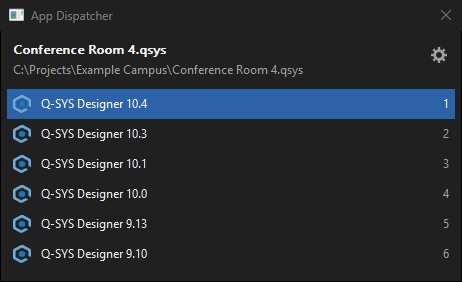 App Dispatcher
Conference Room 4.qsys
C:\Projects\Example Campus\Conference Room 4.qsys
Q-SYS Designer 10.4 1
Q-SYS Designer 10.3 2
Q-SYS Designer 10.1 3
Q-SYS Designer 10.0 4
Q-SYS Designer 9.13 5
Q-SYS Designer 9.10 6